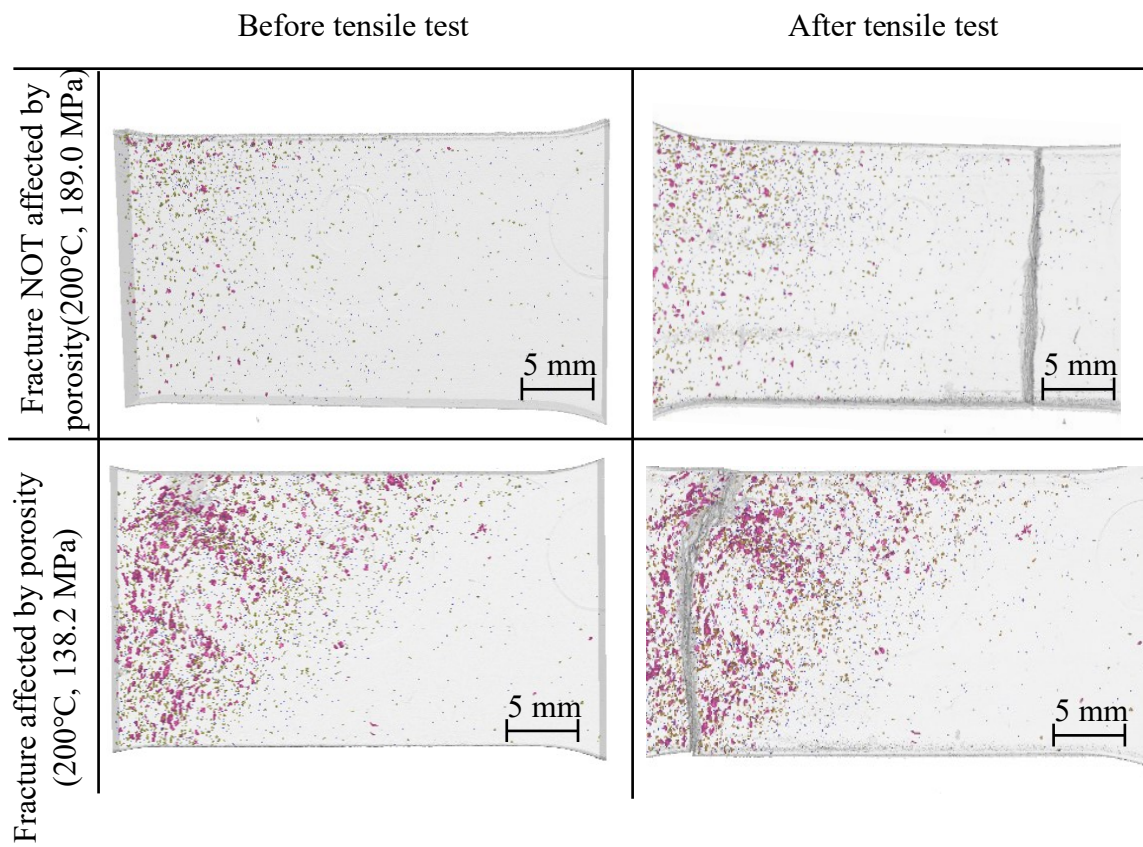 Before tensile test
After tensile test
Fracture NOT affected by
porosity(200℃, 189.0 MPa)
5 mm
5 mm
Fracture affected by porosity
(200℃, 138.2 MPa)
5 mm
5 mm